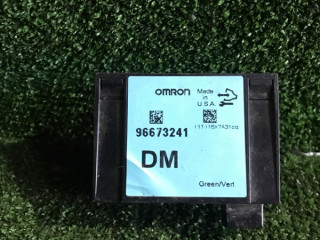 OMRON
Made
in
U.S.A.
96673241
DM
Green/Vert